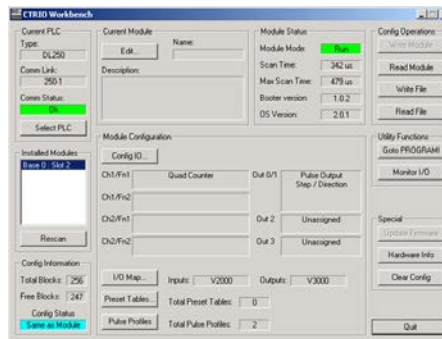 CTRIO Workbench
Current PLC
Type:
DL250
Comm Link:
250-1
Comm Status:
Ok
Select PLC
Installed Modules
Base 0 : Slot 2
Rescan
Config Information
Total Blocks: 256
Free Blocks: 247
Config Status
Same as Module
Current Module
Edit...
Name:
Description:
Module Status
Module Mode: Run
Scan Time: 342 us
Max Scan Time: 479 us
Booter version: 1.0.2
OS Version: 2.0.1
Module Configuration
Config IO...
Ch1/Fn1 Quad Counter Out 0/1 Pulse Output
Step / Direction
Ch1/Fn2
Ch2/Fn1 Out 2 Unassigned
Ch2/Fn2 Out 3 Unassigned
I/O Map... Inputs: V2000 Outputs: V3000
Preset Tables... Total Preset Tables: 0
Pulse Profiles Total Pulse Profiles: 2
Config Operations
Write Module
Read Module
Write File
Read File
Utility Functions
Goto PROGRAM!
Monitor I/O
Special
Update Firmware
Hardware Info
Clear Config
Quit